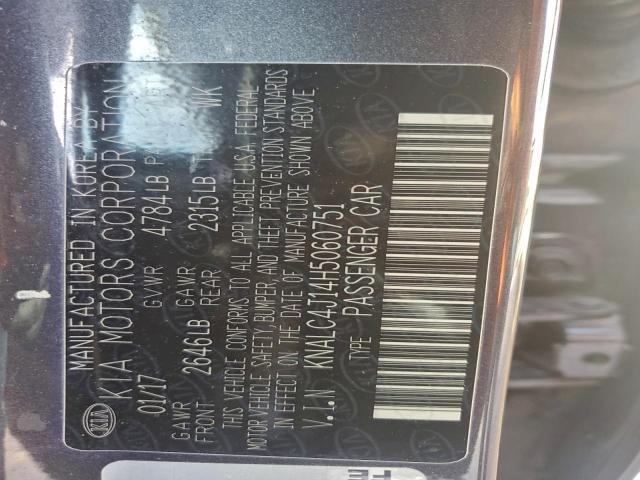 KIA
MANUFACTURED IN KOREA BY
KIA MOTORS CORPORATION
01/17 GVWR 4784LB
GAWR FRONT 2646LB GAWR REAR 2315LB WK
THIS VEHICLE CONFORMS TO ALL APPLICABLE U.S.A FEDERAL
MOTOR VEHICLE SAFETY, BUMPER, AND THEFT PREVENTION STANDARDS
IN EFFECT ON THE DATE OF MANUFACTURE SHOWN ABOVE
V.I.N KNALC4J14H5060751
TYPE PASSENGER CAR